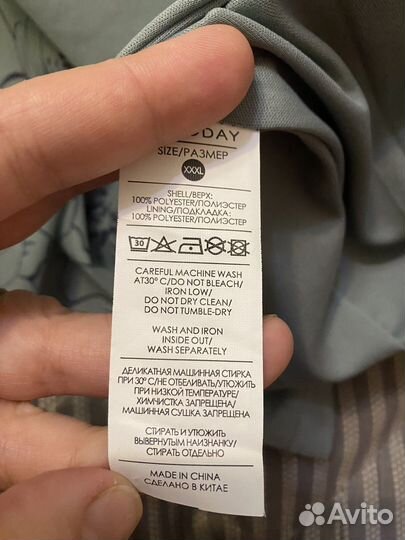 DAY
SIZE/РАЗМЕР
XXXL
SHELL/ВЕРХ:
100% POLYESTER/ПОЛИЭСТЕР
LINING/ПОДКЛАДКА:
100% POLYESTER/ПОЛИЭСТЕР
30
CAREFUL MACHINE WASH
AT30° C/DO NOT BLEACH/
IRON LOW/
DO NOT DRY CLEAN/
DO NOT TUMBLE-DRY
WASH AND IRON
INSIDE OUT/
WASH SEPARATELY
ДЕЛИКАТНАЯ МАШИННАЯ СТИРКА
ПРИ 30° C/НЕ ОТБЕЛИВАТЬ/УТЮЖИТЬ
ПРИ НИЗКОЙ ТЕМПЕРАТУРЕ/
ХИМЧИСТКА ЗАПРЕЩЕНА/
МАШИННАЯ СУШКА ЗАПРЕЩЕНА
СТИРАТЬ И УТЮЖИТЬ
ВЫВЕРНУТЫМ НАИЗНАНКУ/
СТИРАТЬ ОТДЕЛЬНО
MADE IN CHINA
СДЕЛАНО В КИТАЕ
Avito